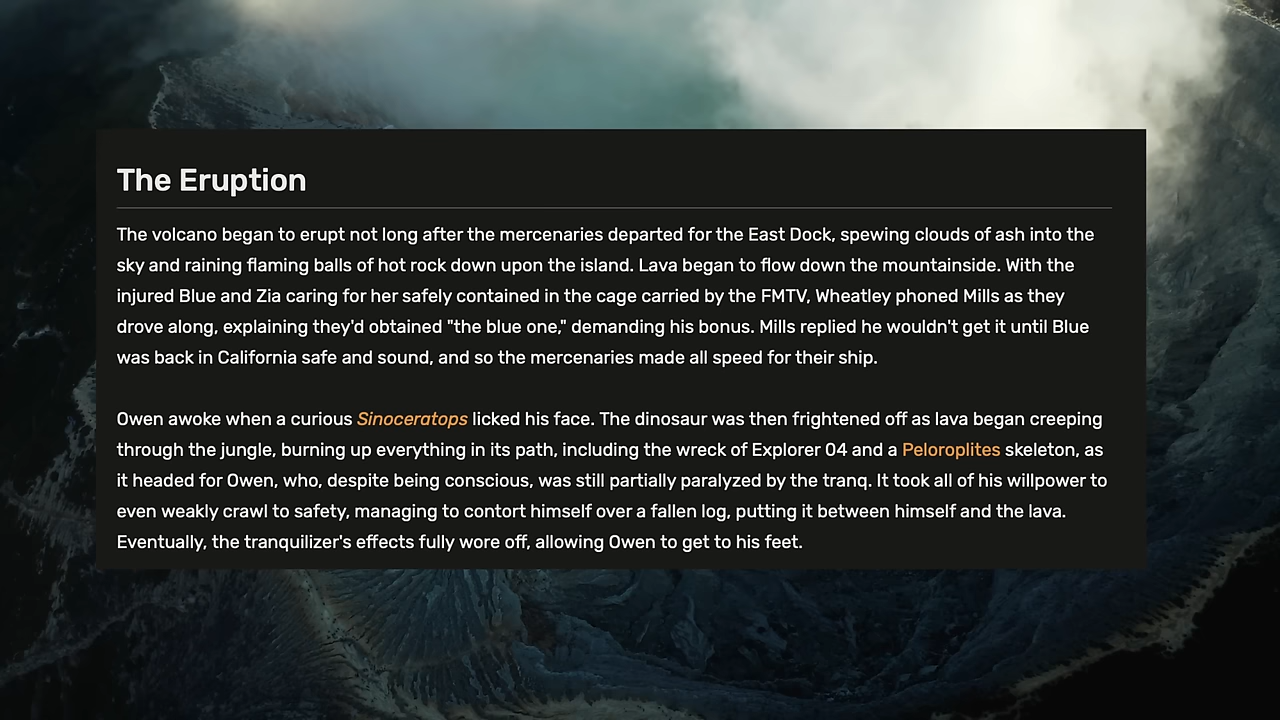 The Eruption
The volcano began to erupt not long after the mercenaries departed for the East Dock, spewing clouds of ash into the
sky and raining flaming balls of hot rock down upon the island. Lava began to flow down the mountainside. With the
injured Blue and Zia caring for her safely contained in the cage carried by the FMTV, Wheatley phoned Mills as they
drove along, explaining they'd obtained "the blue one," demanding his bonus. Mills replied he wouldn't get it until Blue
was back in California safe and sound, and so the mercenaries made all speed for their ship.
Owen awoke when a curious Sinoceratops licked his face. The dinosaur was then frightened off as lava began creeping
through the jungle, burning up everything in its path, including the wreck of Explorer 04 and a Peloroplites skeleton, as
it headed for Owen, who, despite being conscious, was still partially paralyzed by the tranq. It took all of his willpower to
even weakly crawl to safety, managing to contort himself over a fallen log, putting it between himself and the lava.
Eventually, the tranquilizer's effects fully wore off, allowing Owen to get to his feet.